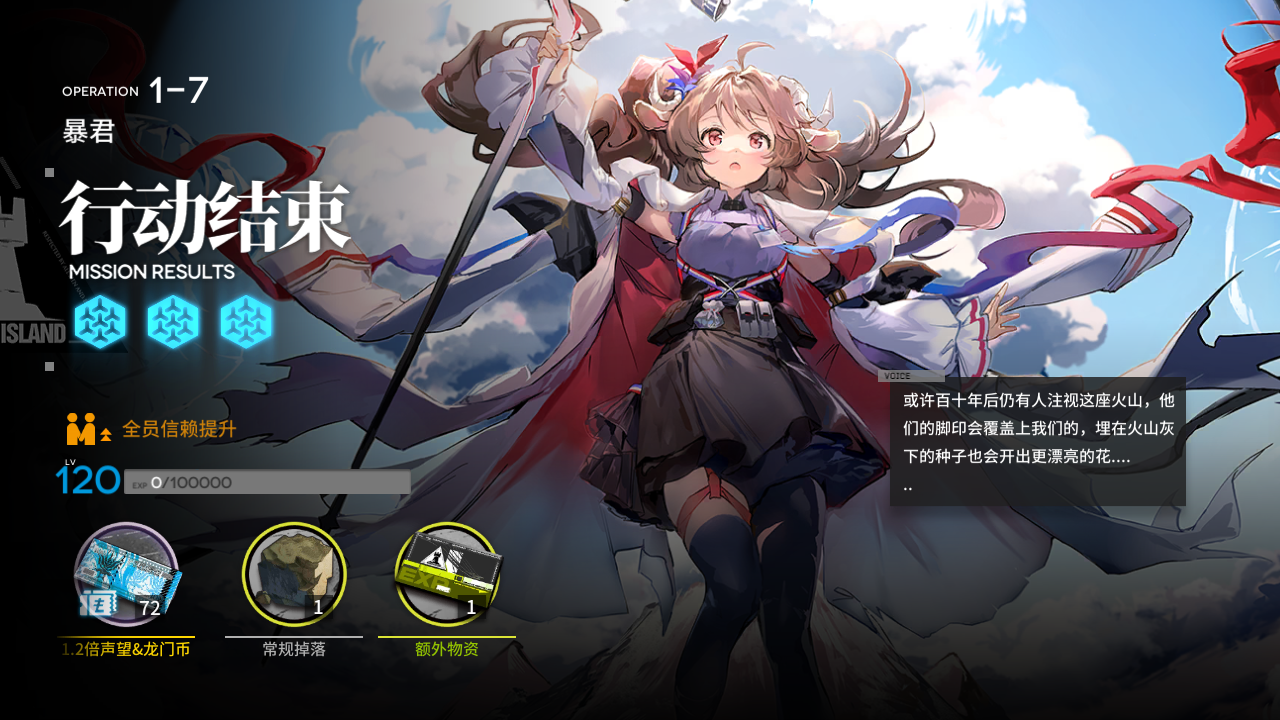 OPERATION 1-7
暴君
行动结束
MISSION RESULTS
ISLAND
全员信赖提升
LV
120
EXP 0/100000
VOICE
或许百十年后仍有人注视这座火山，他
们的脚印会覆盖上我们的，埋在火山灰
下的种子也会开出更漂亮的花....
..
72
1
EXP
1
1.2倍声望&龙门币
常规掉落
额外物资